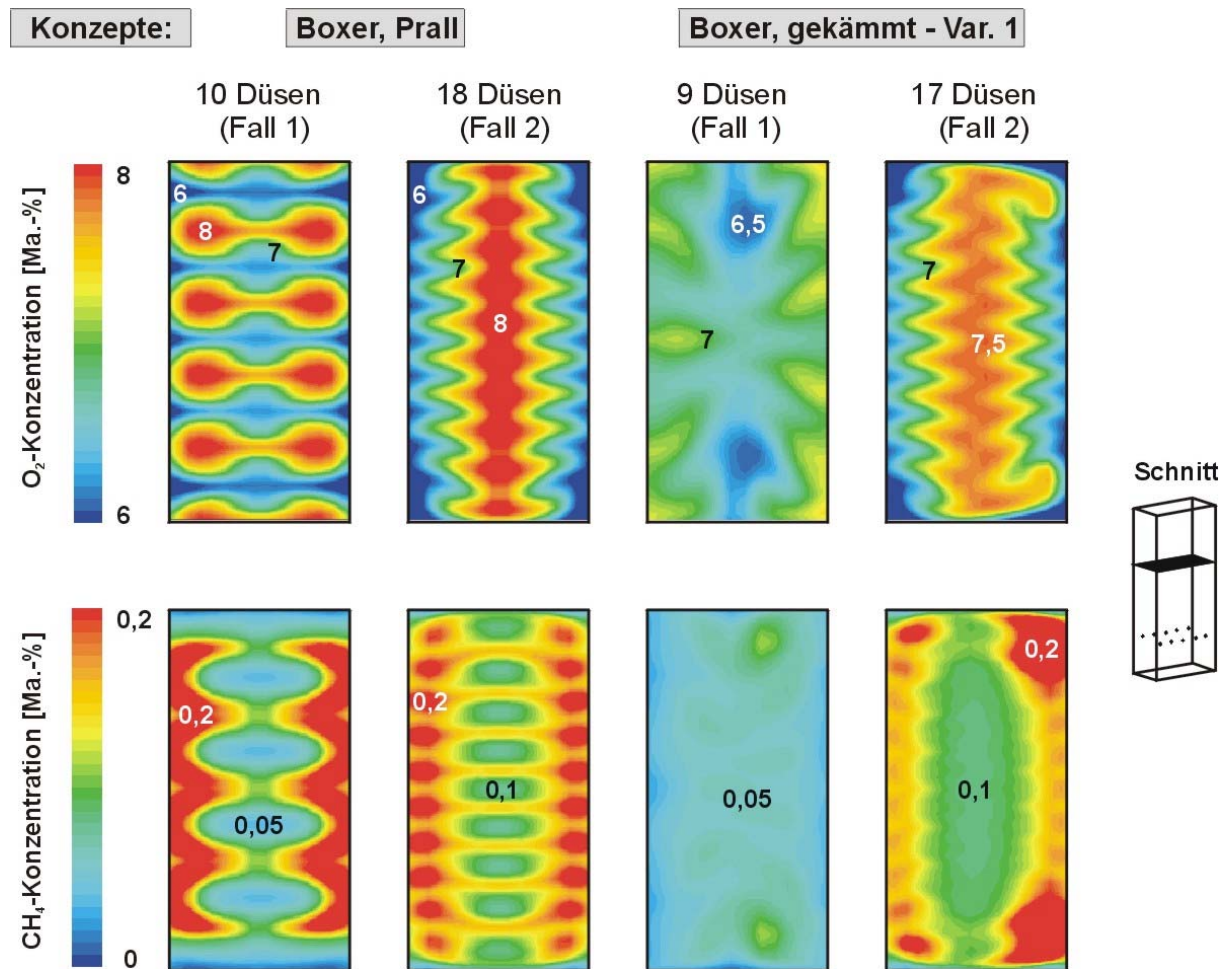 Konzepte:
Boxer, Prall
Boxer, gekämmt - Var. 1
10 Düsen
(Fall 1)
18 Düsen
(Fall 2)
9 Düsen
(Fall 1)
17 Düsen
(Fall 2)
O₂-Konzentration [Ma.-%]
8
6
6
8
7
6
7
8
6,5
7
7
7,5
Schnitt
CH₄-Konzentration [Ma.-%]
0,2
0
0,2
0,05
0,2
0,1
0,05
0,2
0,1